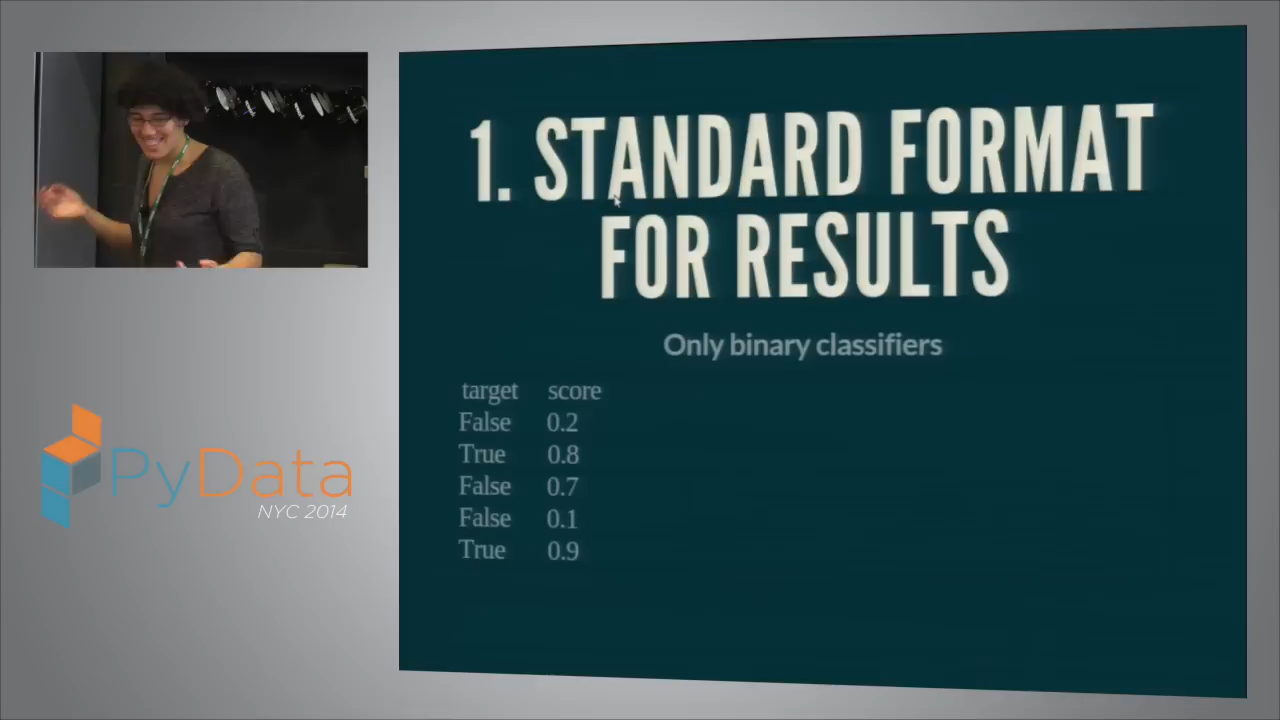 1. STANDARD FORMAT
FOR RESULTS
Only binary classifiers
target score
False 0.2
True 0.8
False 0.7
False 0.1
True 0.9
PyData
NYC 2014